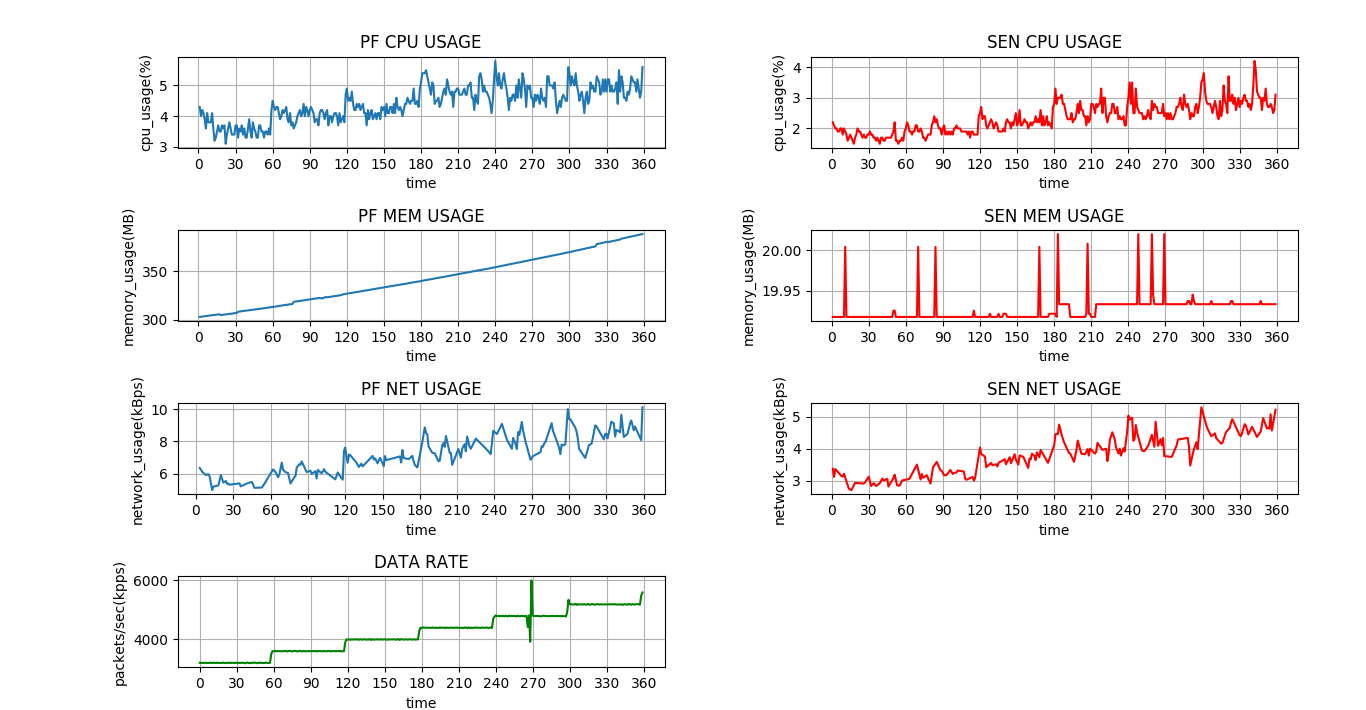 PF CPU USAGE
cpu_usage(%)
5
4
3
0 30 60 90 120 150 180 210 240 270 300 330 360
time
SEN CPU USAGE
cpu_usage(%)
4
3
2
0 30 60 90 120 150 180 210 240 270 300 330 360
time
PF MEM USAGE
memory_usage(MB)
350
300
0 30 60 90 120 150 180 210 240 270 300 330 360
time
SEN MEM USAGE
memory_usage(MB)
20.00
19.95
0 30 60 90 120 150 180 210 240 270 300 330 360
time
PF NET USAGE
network_usage(kBps)
10
8
6
0 30 60 90 120 150 180 210 240 270 300 330 360
time
SEN NET USAGE
network_usage(kBps)
5
4
3
0 30 60 90 120 150 180 210 240 270 300 330 360
time
DATA RATE
packets/sec(kpps)
6000
4000
0 30 60 90 120 150 180 210 240 270 300 330 360
time